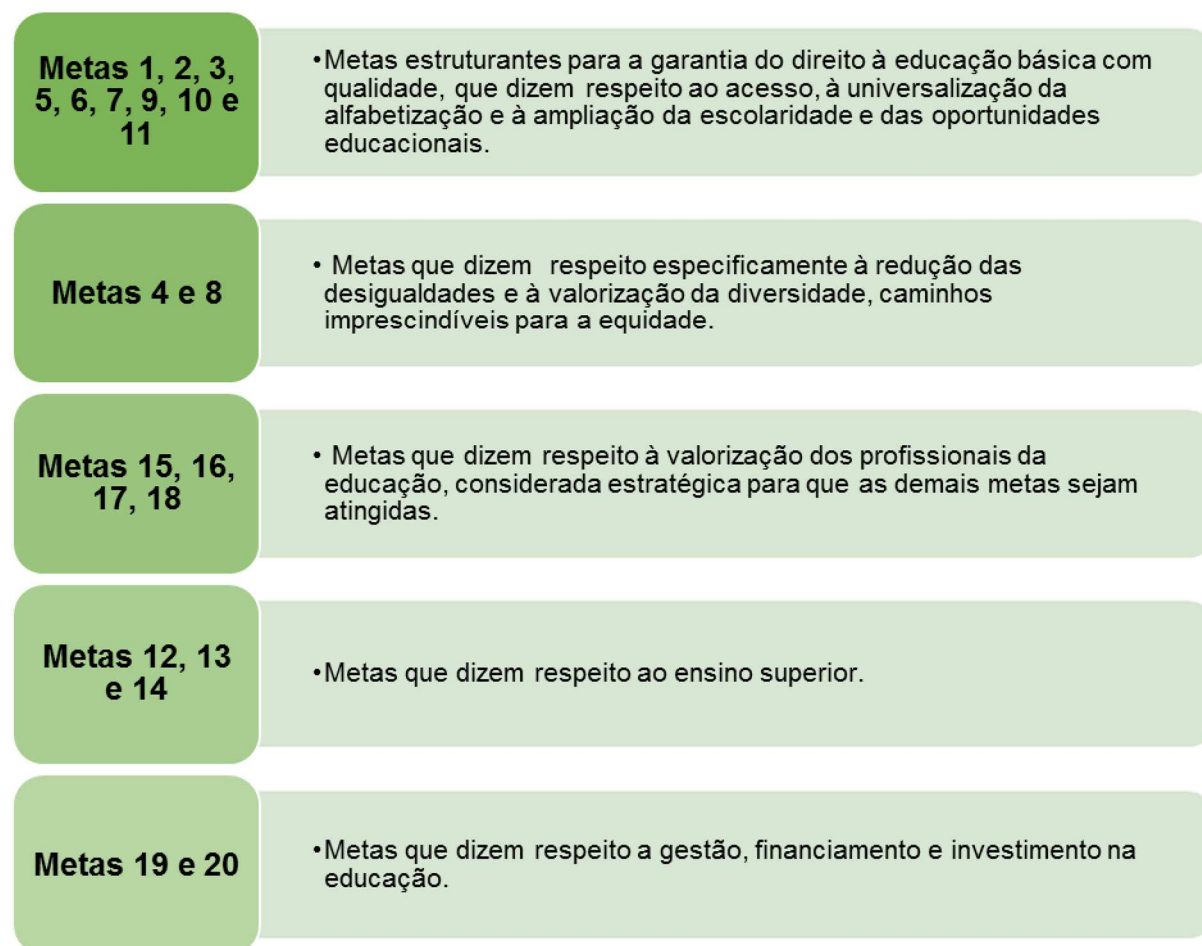 Metas 1, 2, 3,
5, 6, 7, 9, 10 e
11
•Metas estruturantes para a garantia do direito à educação básica com
qualidade, que dizem respeito ao acesso, à universalização da
alfabetização e à ampliação da escolaridade e das oportunidades
educacionais.
Metas 4 e 8
• Metas que dizem respeito especificamente à redução das
desigualdades e à valorização da diversidade, caminhos
imprescindíveis para a equidade.
Metas 15, 16,
17, 18
• Metas que dizem respeito à valorização dos profissionais da
educação, considerada estratégica para que as demais metas sejam
atingidas.
Metas 12, 13
e 14
•Metas que dizem respeito ao ensino superior.
Metas 19 e 20
•Metas que dizem respeito a gestão, financiamento e investimento na
educação.